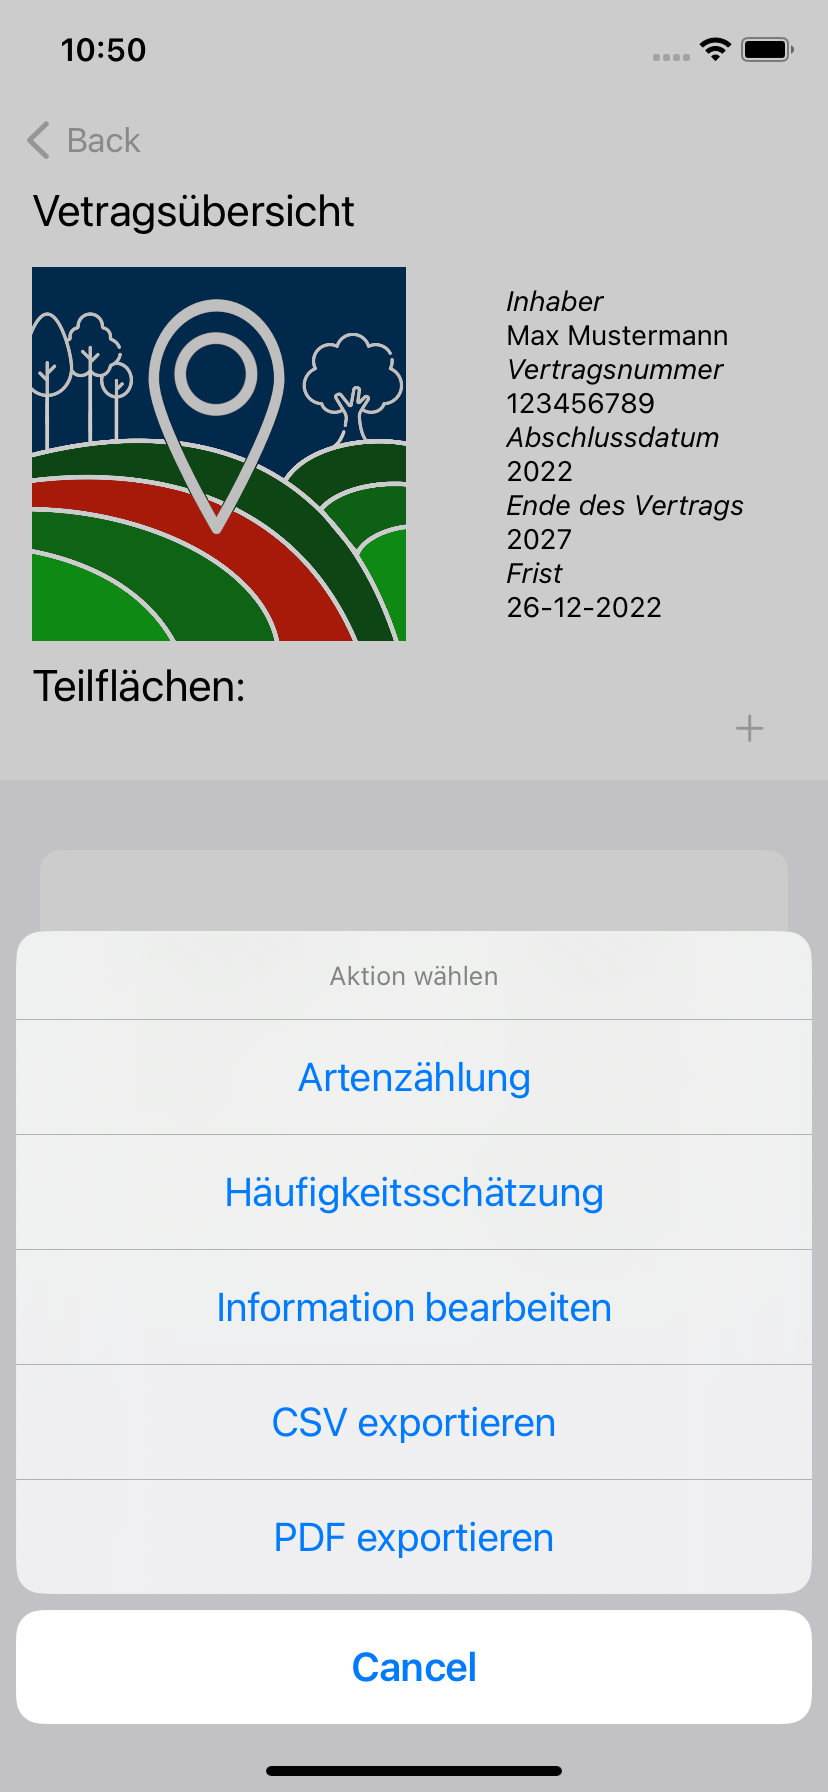 10:50
Back
Vetragsübersicht
Inhaber
Max Mustermann
Vertragsnummer
123456789
Abschlussdatum
2022
Ende des Vertrags
2027
Frist
26-12-2022
Teilflächen:
+
Aktion wählen
Artenzählung
Häufigkeitsschätzung
Information bearbeiten
CSV exportieren
PDF exportieren
Cancel